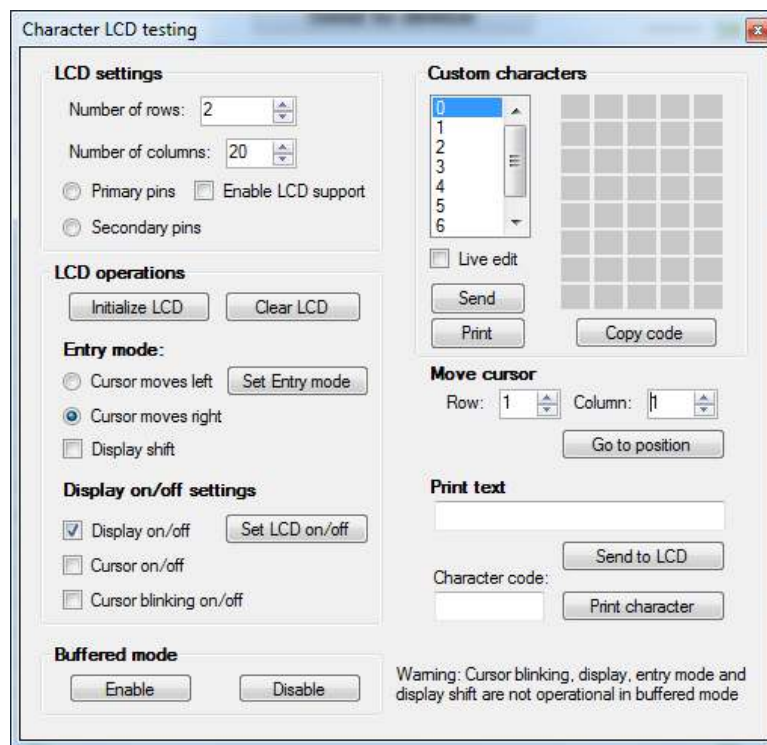 Character LCD testing
LCD settings
Number of rows: 2
Number of columns: 20
Primary pins Enable LCD support
Secondary pins
LCD operations
Initialize LCD Clear LCD
Entry mode:
Cursor moves left Set Entry mode
Cursor moves right
Display shift
Display on/off settings
Display on/off Set LCD on/off
Cursor on/off
Cursor blinking on/off
Buffered mode
Enable Disable
Custom characters
0
1
2
3
4
5
6
Live edit
Send
Print Copy code
Move cursor
Row: 1 Column: 1
Go to position
Print text
Send to LCD
Character code:
Print character
Warning: Cursor blinking, display, entry mode and
display shift are not operational in buffered mode